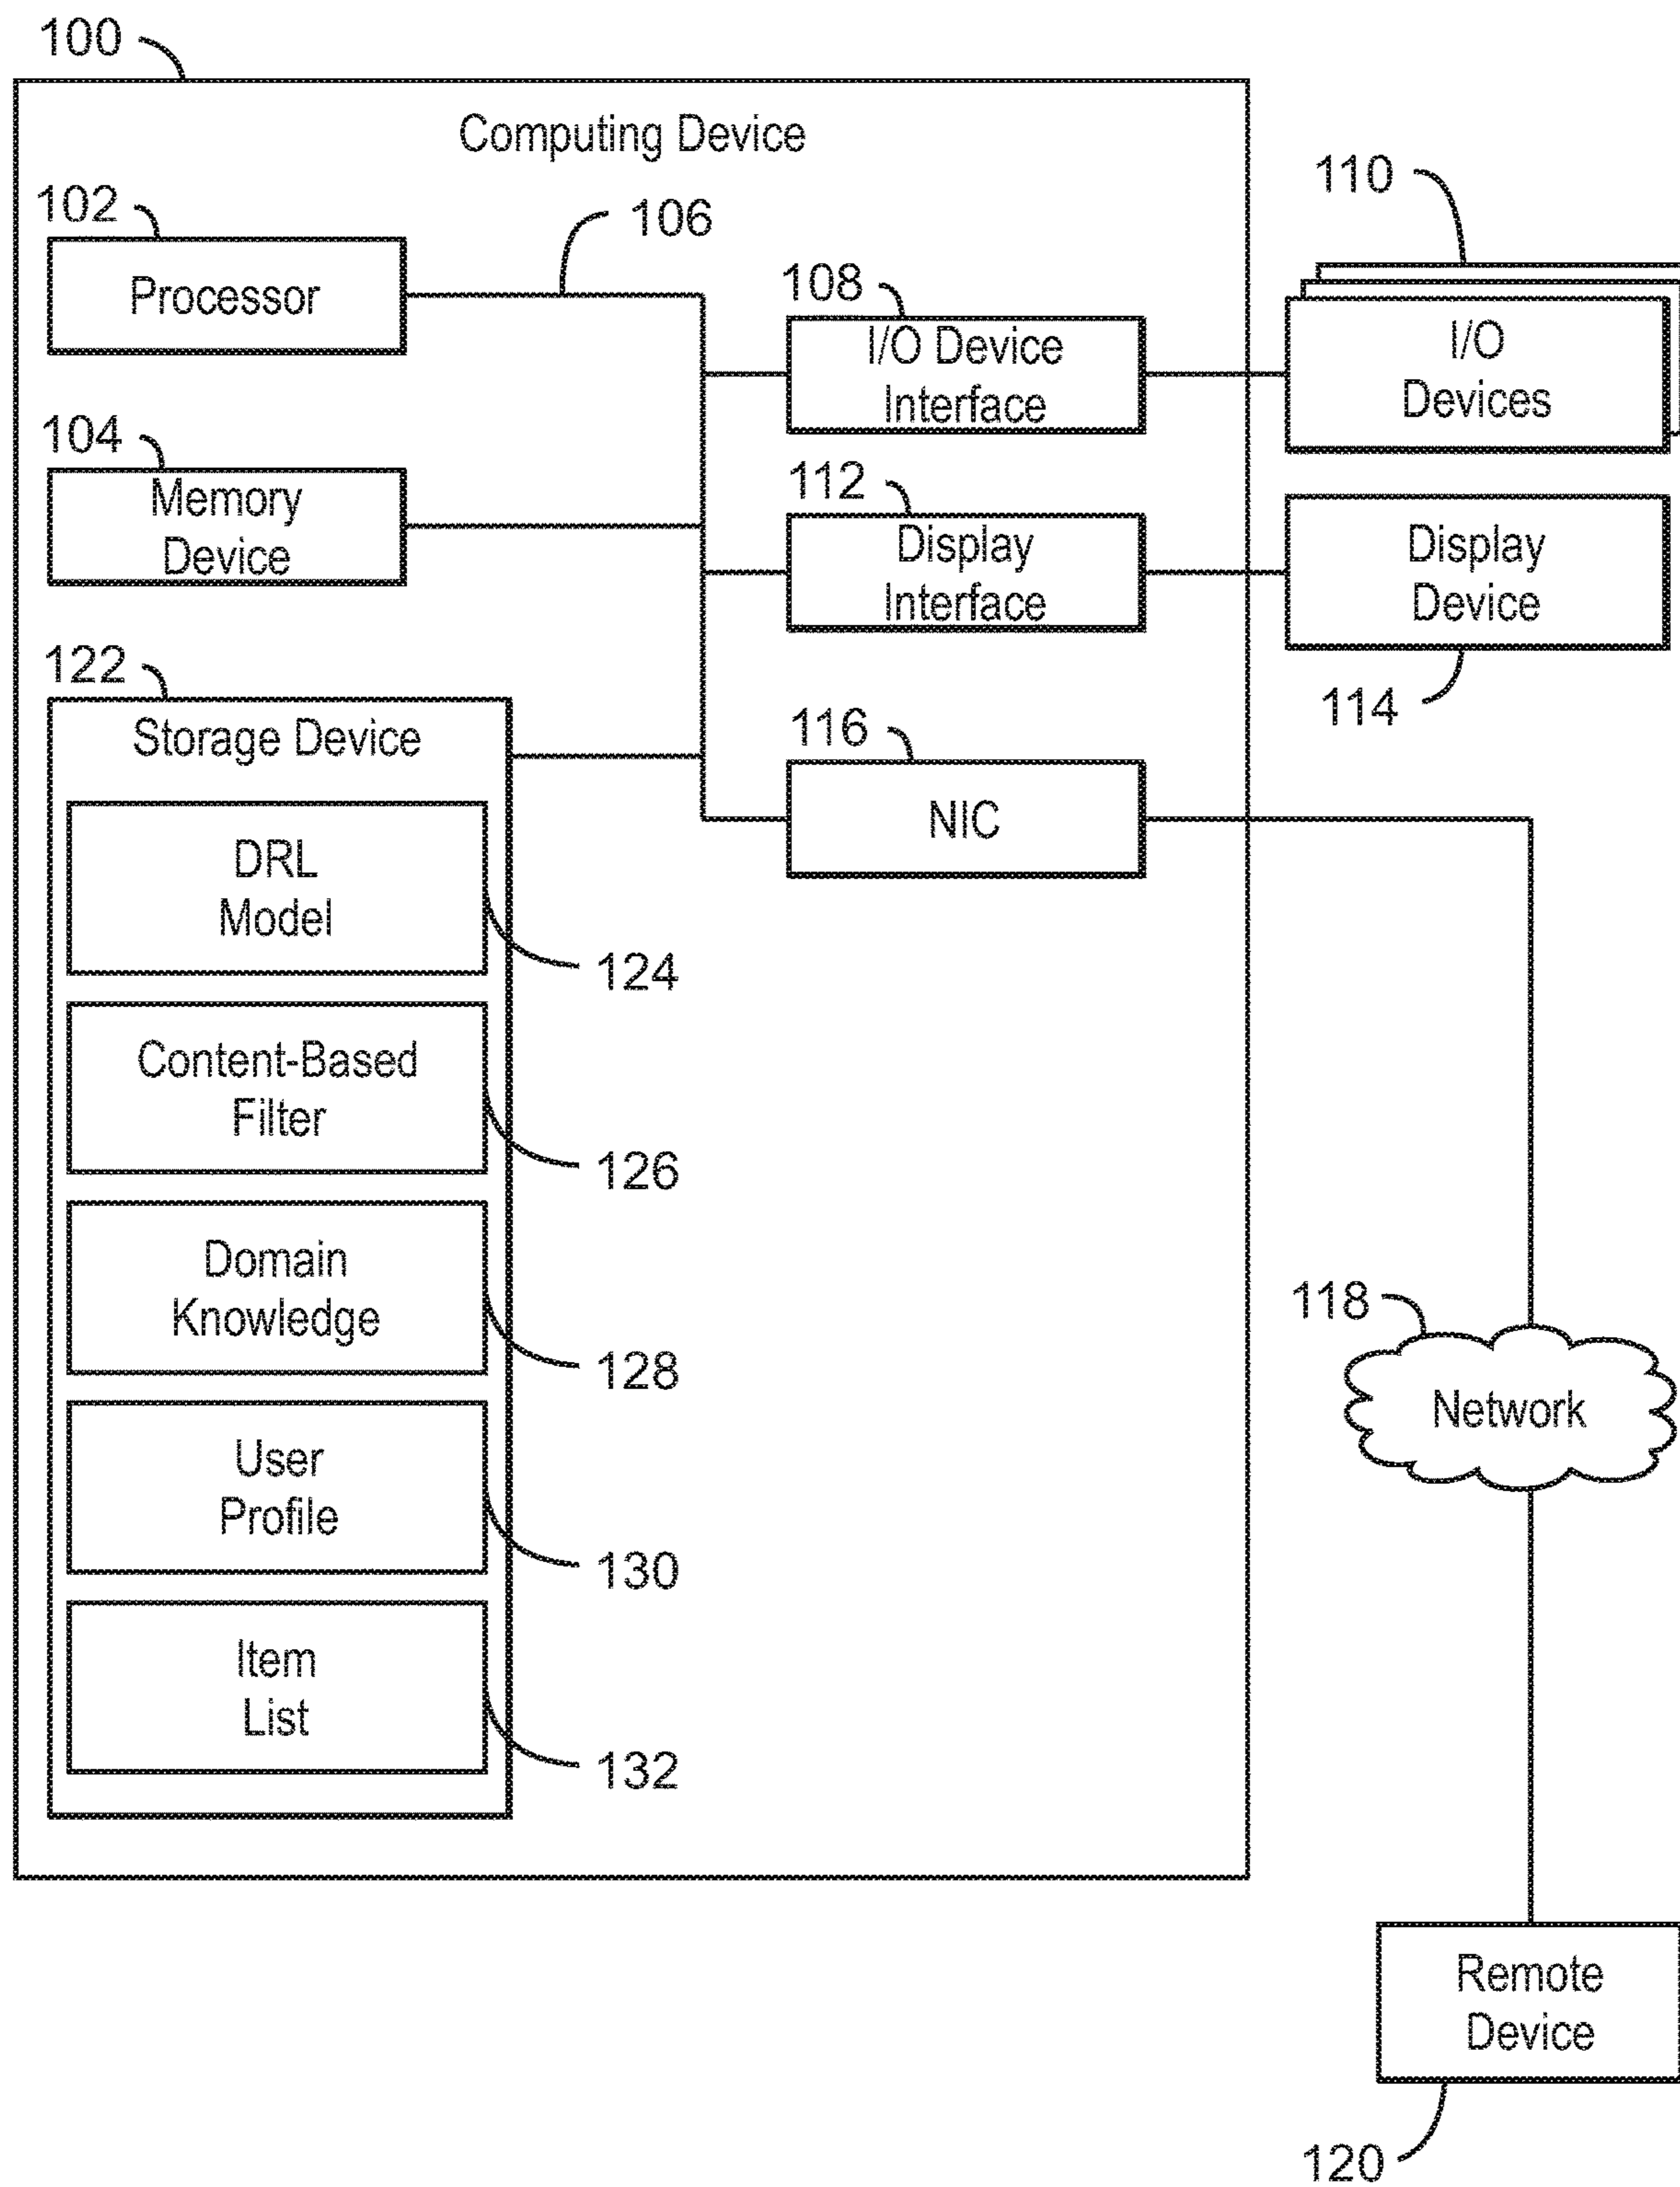 100
Computing Device
102
106
110
Processor
108
I/O Device
Interface
I/O
Devices
104
Memory
Device
112
Display
Interface
Display
Device
114
122
Storage Device
116
NIC
DRL
Model
124
Content-Based
Filter
126
Domain
Knowledge
128
118
Network
User
Profile
130
Item
List
132
Remote
Device
120